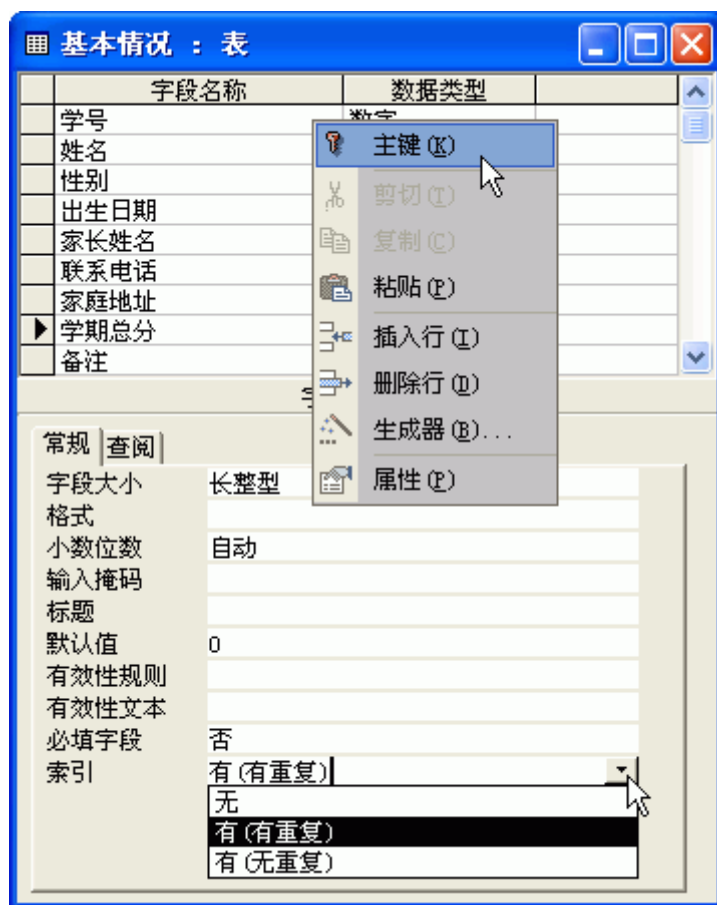 基本情况 : 表
字段名称 数据类型
学号 数字
姓名
性别
出生日期
家长姓名
联系电话
家庭地址
学期总分
备注
主键(K)
剪切(T)
复制(C)
粘贴(P)
插入行(I)
删除行(D)
生成器(B)...
属性(P)
常规 查阅
字段大小 长整型
格式
小数位数 自动
输入掩码
标题
默认值 0
有效性规则
有效性文本
必填字段 否
索引 有(有重复)
无
有(有重复)
有(无重复)